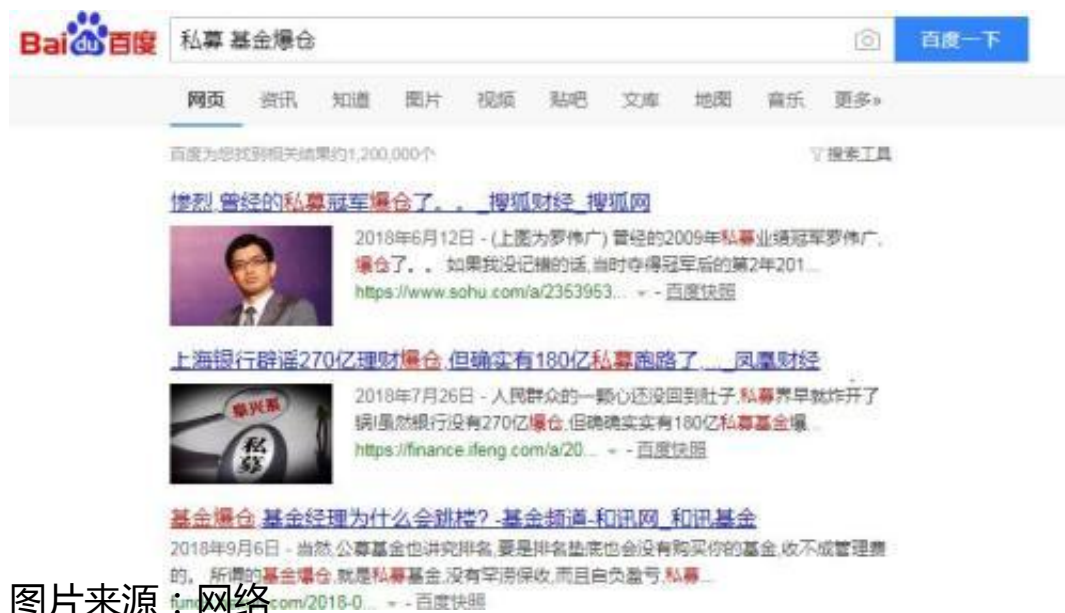 Bai du 百度
私募 基金爆仓
百度一下
网页 资讯 知道 图片 视频 贴吧 文库 地图 音乐 更多»
百度为您找到相关结果约1,200,000个
搜索工具
惨烈,曾经的私募冠军爆仓了。。_搜狐财经_搜狐网
2018年6月12日 - (上图为罗伟广) 曾经的2009年私募业绩冠军罗伟广,
爆仓了。。 如果我没记错的话,当时夺得冠军后的第2年201...
https://www.sohu.com/a/2353953... - 百度快照
上海银行辟谣270亿理财爆仓,但确实有180亿私募跑路了..._凤凰财经
阜兴系
私募
2018年7月26日 - 人民群众的一颗心还没回到肚子,私募界早就炸开了
锅!虽然银行没有270亿爆仓,但确确实实有180亿私募基金爆...
https://finance.ifeng.com/a/20... - 百度快照
基金爆仓,基金经理为什么会跳楼? -基金频道-和讯网_和讯基金
2018年9月6日 - 当然,公募基金也讲究排名,要是排名垫底也会没有购买你的基金,收不成管理费
的。 所谓的基金爆仓,就是私募基金,没有旱涝保收,而且自负盈亏,私募...
com/2018-0... - 百度快照
图片来源：网络